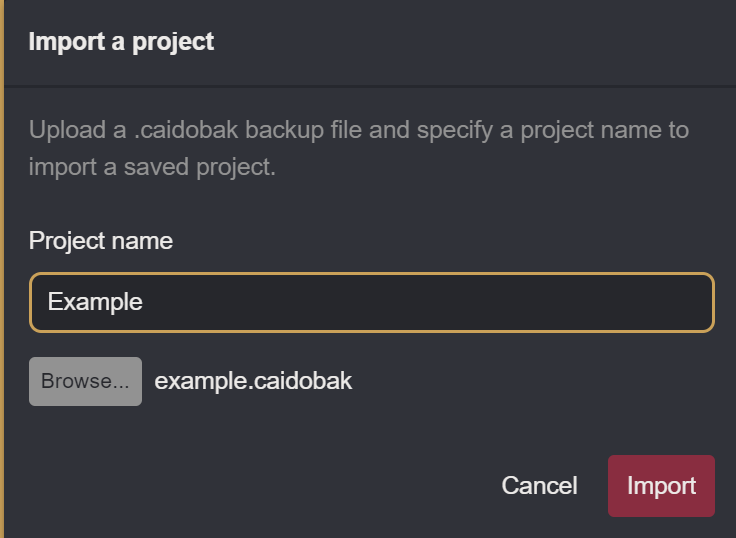 Import a project
Upload a .caidobak backup file and specify a project name to
import a saved project.
Project name
Example
Browse... example.caidobak
Cancel Import